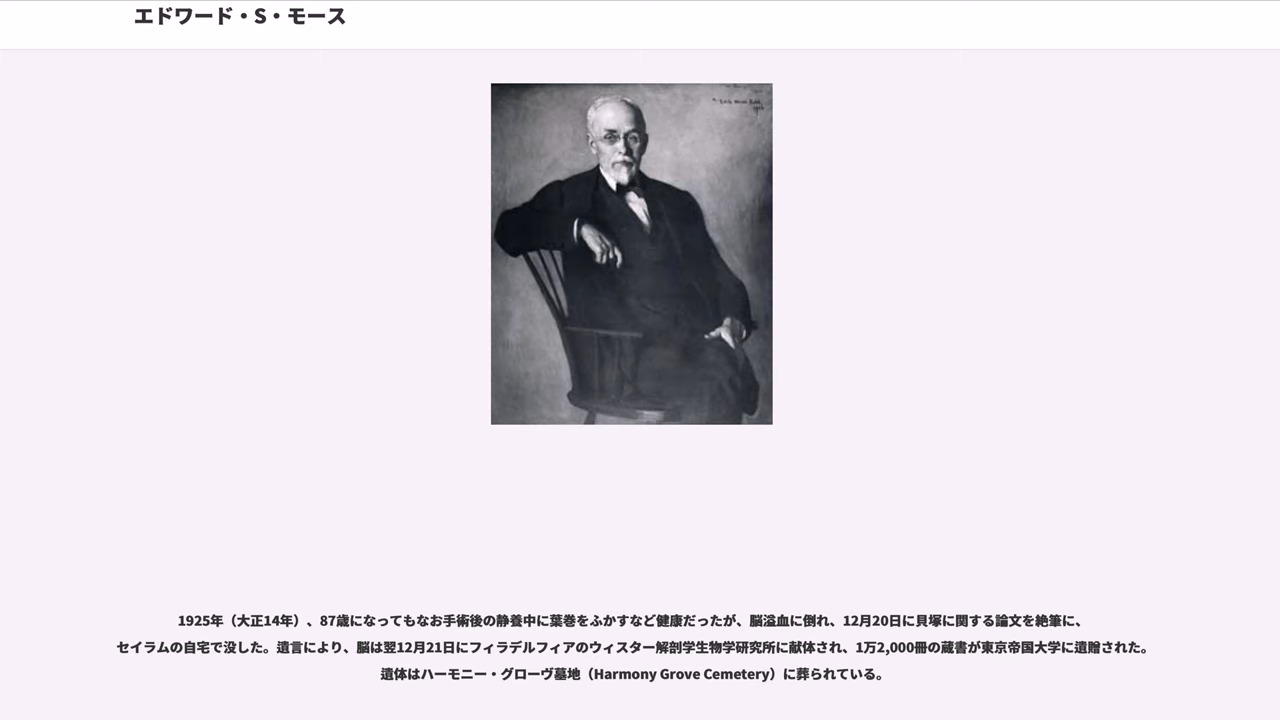 エドワード・S・モース
1925年（大正14年）、87歳になってもなお手術後の静養中に葉巻をふかすなど健康だったが、脳溢血に倒れ、12月20日に貝塚に関する論文を絶筆に、
セイラムの自宅で没した。遺言により、脳は翌12月21日にフィラデルフィアのウィスター解剖学生物学研究所に献体され、1万2,000冊の蔵書が東京帝国大学に遺贈された。
遺体はハーモニー・グローヴ墓地（Harmony Grove Cemetery）に葬られている。